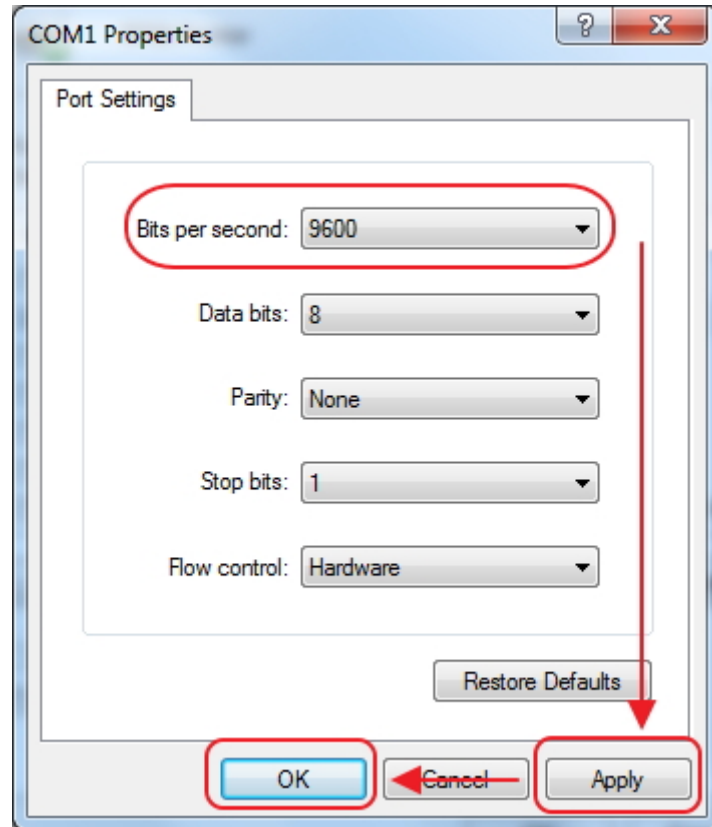 COM1 Properties
?
X
Port Settings
Bits per second: 9600
Data bits: 8
Parity: None
Stop bits: 1
Flow control: Hardware
Restore Defaults
OK Cancel Apply